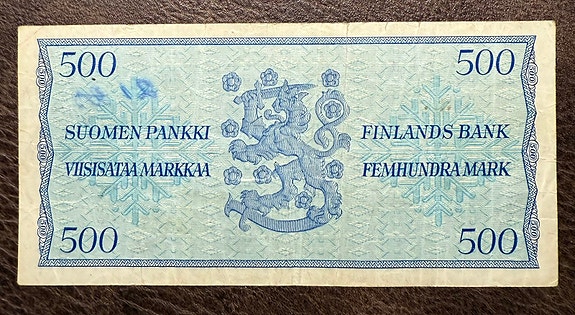 500 500
SUOMEN PANKKI FINLANDS BANK
VIISISATAA MARKKAA FEMHUNDRA MARK
500 500